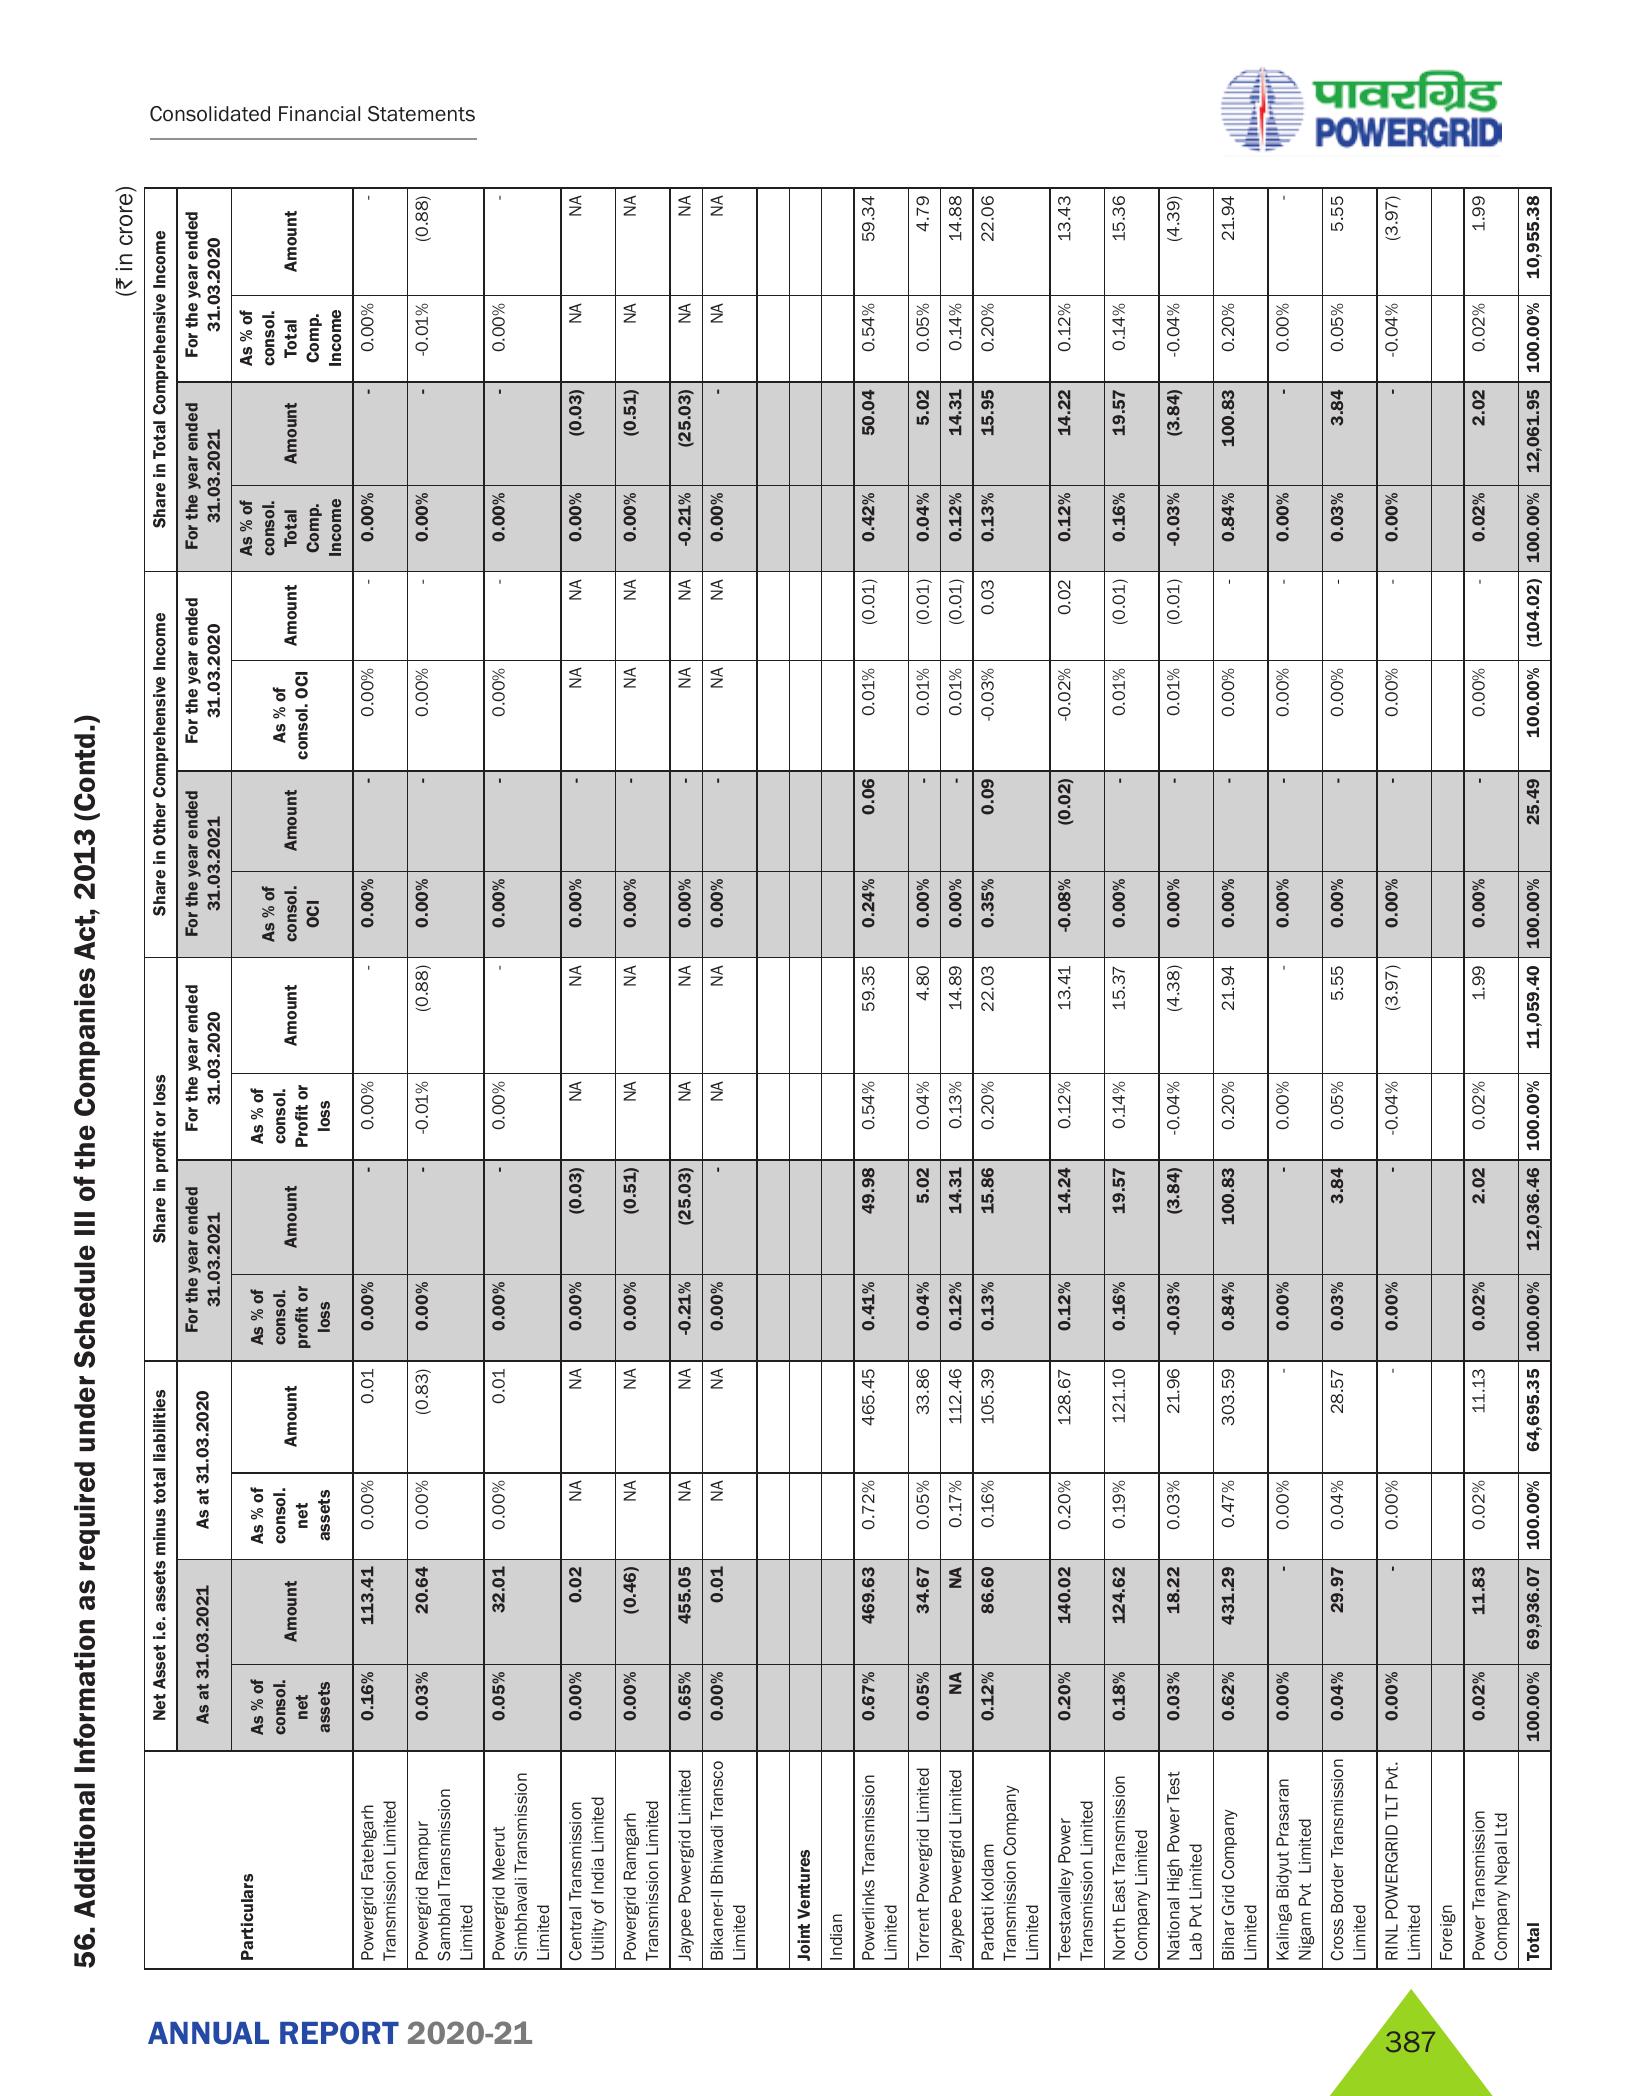 Consolidated Financial Statements
पावरग्रिड
POWERGRID
56. Additional Information as required under Schedule III of the Companies Act, 2013 (Contd.)
(₹ in crore)
Particulars | Net Asset i.e. assets minus total liabilities | Share in profit or loss | Share in Other Comprehensive Income | Share in Total Comprehensive Income
As at 31.03.2021 | As at 31.03.2020 | For the year ended 31.03.2021 | For the year ended 31.03.2020 | For the year ended 31.03.2021 | For the year ended 31.03.2020 | For the year ended 31.03.2021 | For the year ended 31.03.2020
As % of consol. net assets | Amount | As % of consol. net assets | Amount | As % of consol. profit or loss | Amount | As % of consol. Profit or loss | Amount | As % of consol. OCI | Amount | As % of consol. OCI | Amount | As % of consol. Total Comp. Income | Amount | As % of consol. Total Comp. Income | Amount
Powergrid Fatehgarh Transmission Limited | 0.16% | 113.41 | 0.00% | 0.01 | 0.00% | - | 0.00% | - | 0.00% | - | 0.00% | - | 0.00% | - | 0.00% | -
Powergrid Rampur Sambhal Transmission Limited | 0.03% | 20.64 | 0.00% | (0.83) | 0.00% | - | -0.01% | (0.88) | 0.00% | - | 0.00% | - | 0.00% | - | -0.01% | (0.88)
Powergrid Meerut Simbhavali Transmission Limited | 0.05% | 32.01 | 0.00% | 0.01 | 0.00% | - | 0.00% | - | 0.00% | - | 0.00% | - | 0.00% | - | 0.00% | -
Central Transmission Utility of India Limited | 0.00% | 0.02 | NA | NA | 0.00% | (0.03) | NA | NA | 0.00% | - | NA | NA | 0.00% | (0.03) | NA | NA
Powergrid Ramgarh Transmission Limited | 0.00% | (0.46) | NA | NA | 0.00% | (0.51) | NA | NA | 0.00% | - | NA | NA | 0.00% | (0.51) | NA | NA
Jaypee Powergrid Limited | 0.65% | 455.05 | NA | NA | -0.21% | (25.03) | NA | NA | 0.00% | - | NA | NA | -0.21% | (25.03) | NA | NA
Bikaner-II Bhiwadi Transco Limited | 0.00% | 0.01 | NA | NA | 0.00% | - | NA | NA | 0.00% | - | NA | NA | 0.00% | - | NA | NA
Joint Ventures
Indian
Powerlinks Transmission Limited | 0.67% | 469.63 | 0.72% | 465.45 | 0.41% | 49.98 | 0.54% | 59.35 | 0.24% | 0.06 | 0.01% | (0.01) | 0.42% | 50.04 | 0.54% | 59.34
Torrent Powergrid Limited | 0.05% | 34.67 | 0.05% | 33.86 | 0.04% | 5.02 | 0.04% | 4.80 | 0.00% | - | 0.01% | (0.01) | 0.04% | 5.02 | 0.05% | 4.79
Jaypee Powergrid Limited | NA | NA | 0.17% | 112.46 | 0.12% | 14.31 | 0.13% | 14.89 | 0.00% | - | 0.01% | (0.01) | 0.12% | 14.31 | 0.14% | 14.88
Parbati Koldam Transmission Company Limited | 0.12% | 86.60 | 0.16% | 105.39 | 0.13% | 15.86 | 0.20% | 22.03 | 0.35% | 0.09 | -0.03% | 0.03 | 0.13% | 15.95 | 0.20% | 22.06
Teestavalley Power Transmission Limited | 0.20% | 140.02 | 0.20% | 128.67 | 0.12% | 14.24 | 0.12% | 13.41 | -0.08% | (0.02) | -0.02% | 0.02 | 0.12% | 14.22 | 0.12% | 13.43
North East Transmission Company Limited | 0.18% | 124.62 | 0.19% | 121.10 | 0.16% | 19.57 | 0.14% | 15.37 | 0.00% | - | 0.01% | (0.01) | 0.16% | 19.57 | 0.14% | 15.36
National High Power Test Lab Pvt Limited | 0.03% | 18.22 | 0.03% | 21.96 | -0.03% | (3.84) | -0.04% | (4.38) | 0.00% | - | 0.01% | (0.01) | -0.03% | (3.84) | -0.04% | (4.39)
Bihar Grid Company Limited | 0.62% | 431.29 | 0.47% | 303.59 | 0.84% | 100.83 | 0.20% | 21.94 | 0.00% | - | 0.00% | - | 0.84% | 100.83 | 0.20% | 21.94
Kalinga Bidyut Prasaran Nigam Pvt Limited | 0.00% | - | 0.00% | - | 0.00% | - | 0.00% | - | 0.00% | - | 0.00% | - | 0.00% | - | 0.00% | -
Cross Border Transmission Limited | 0.04% | 29.97 | 0.04% | 28.57 | 0.03% | 3.84 | 0.05% | 5.55 | 0.00% | - | 0.00% | - | 0.03% | 3.84 | 0.05% | 5.55
RINL POWERGRID TLT Pvt. Limited | 0.00% | - | 0.00% | - | 0.00% | - | -0.04% | (3.97) | 0.00% | - | 0.00% | - | 0.00% | - | -0.04% | (3.97)
Foreign
Power Transmission Company Nepal Ltd | 0.02% | 11.83 | 0.02% | 11.13 | 0.02% | 2.02 | 0.02% | 1.99 | 0.00% | - | 0.00% | - | 0.02% | 2.02 | 0.02% | 1.99
Total | 100.00% | 69,936.07 | 100.00% | 64,695.35 | 100.00% | 12,036.46 | 100.00% | 11,059.40 | 100.00% | 25.49 | 100.00% | (104.02) | 100.00% | 12,061.95 | 100.00% | 10,955.38
ANNUAL REPORT 2020-21
387